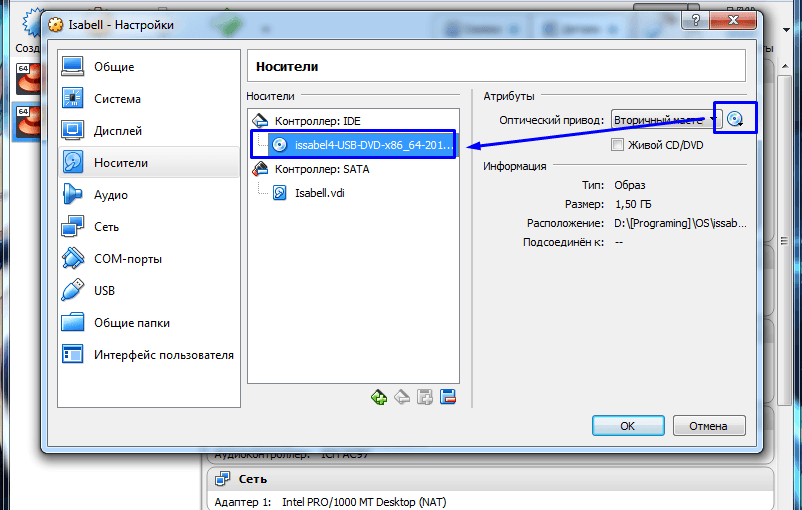 Isabell - Настройки
?
Созд
64
64
ты
Общие
Система
Дисплей
Носители
Аудио
Сеть
COM-порты
USB
Общие папки
Интерфейс пользователя
Носители
Носители
Контроллер: IDE
issabel4-USB-DVD-x86_64-201...
Контроллер: SATA
Isabell.vdi
Атрибуты
Оптический привод: Вторичный
Живой CD/DVD
Информация
Тип: Образ
Размер: 1,50 ГБ
Расположение: D:\[Programing]\OS\issab...
Подсоединён к: --
OK
Отмена
Аудиоконтроллер: ICH AC97
Сеть
Адаптер 1: Intel PRO/1000 MT Desktop (NAT)